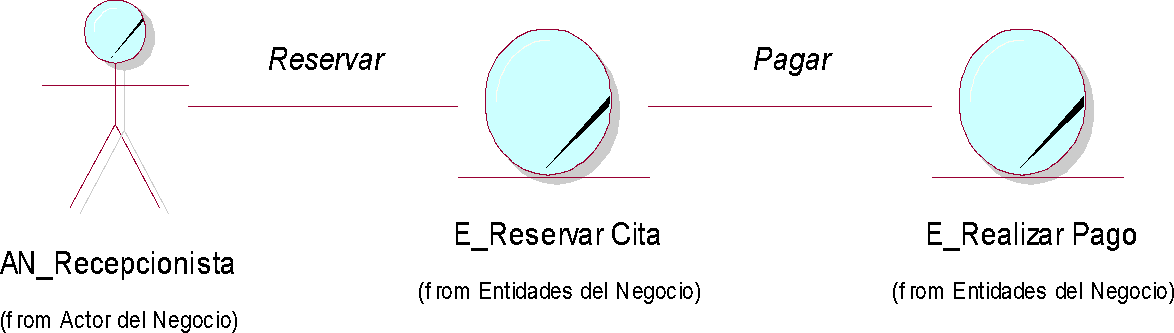 Reservar
Pagar
E_Reservar Cita
E_Realizar Pago
AN_Recepcionista
(from Entidades del Negocio)
(from Entidades del Negocio)
(from Actor del Negocio)